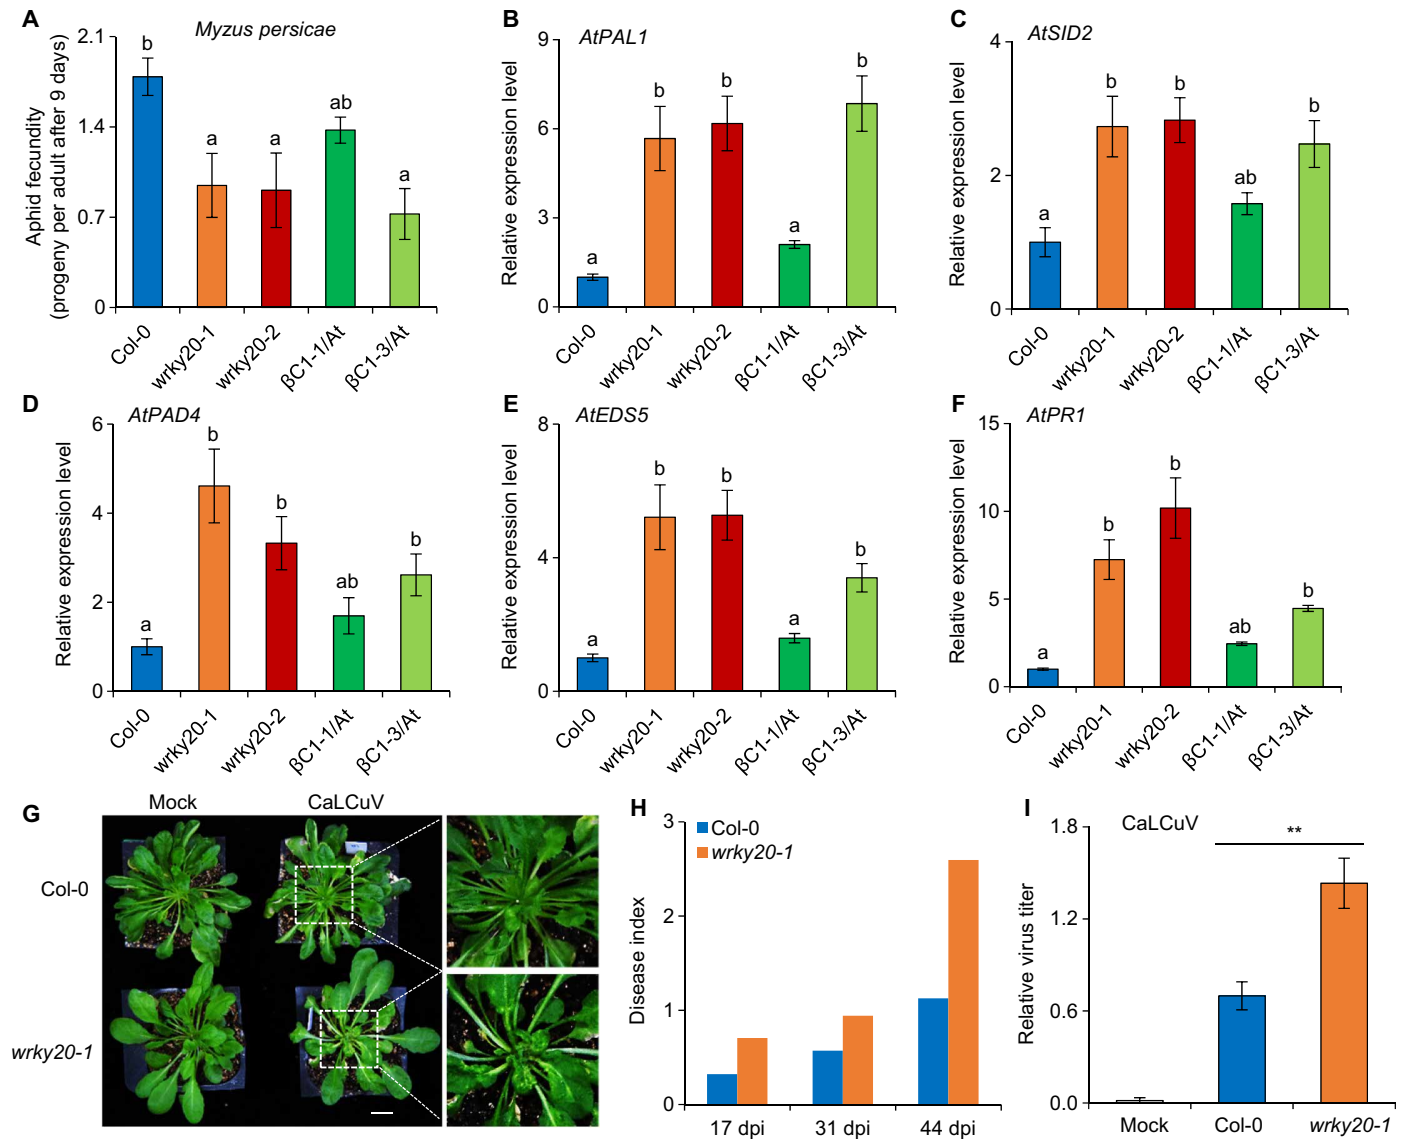 A
Myzus persicae
Aphid fecundity
(progeny per adult after 9 days)
2.1
1.4
0.7
0
b
a
a
ab
a
Col-0
wrky20-1
wrky20-2
βC1-1/At
βC1-3/At
B
AtPAL1
Relative expression level
9
6
3
0
a
b
b
a
b
Col-0
wrky20-1
wrky20-2
βC1-1/At
βC1-3/At
C
AtSID2
Relative expression level
4
2
0
a
b
b
ab
b
Col-0
wrky20-1
wrky20-2
βC1-1/At
βC1-3/At
D
AtPAD4
Relative expression level
6
4
2
0
a
b
b
ab
b
Col-0
wrky20-1
wrky20-2
βC1-1/At
βC1-3/At
E
AtEDS5
Relative expression level
8
4
0
a
b
b
a
b
Col-0
wrky20-1
wrky20-2
βC1-1/At
βC1-3/At
F
AtPR1
Relative expression level
15
10
5
0
a
b
b
ab
b
Col-0
wrky20-1
wrky20-2
βC1-1/At
βC1-3/At
G
Mock
CaLCuV
Col-0
wrky20-1
H
Disease index
3
2
1
0
Col-0
wrky20-1
17 dpi
31 dpi
44 dpi
I
CaLCuV
Relative virus titer
1.8
1.2
0.6
0.0
**
Mock
Col-0
wrky20-1